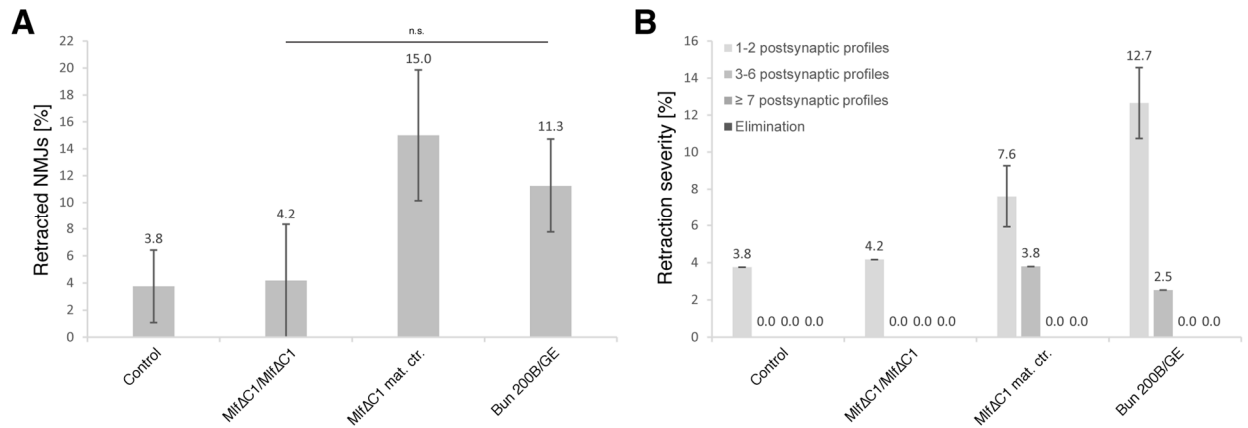 A
Retracted NMJs [%]
22
20
18
16
14
12
10
8
6
4
2
0
n.s.
3.8
4.2
15.0
11.3
Control
MlfΔC1/MlfΔC1
MlfΔC1 mat. ctr.
Bun 200B/GE
B
Retraction severity [%]
16
14
12
10
8
6
4
2
0
1-2 postsynaptic profiles
3-6 postsynaptic profiles
≥ 7 postsynaptic profiles
Elimination
3.8
0.0 0.0 0.0
4.2
0.0 0.0 0.0
7.6
3.8
0.0 0.0
12.7
2.5
0.0 0.0
Control
MlfΔC1/MlfΔC1
MlfΔC1 mat. ctr.
Bun 200B/GE